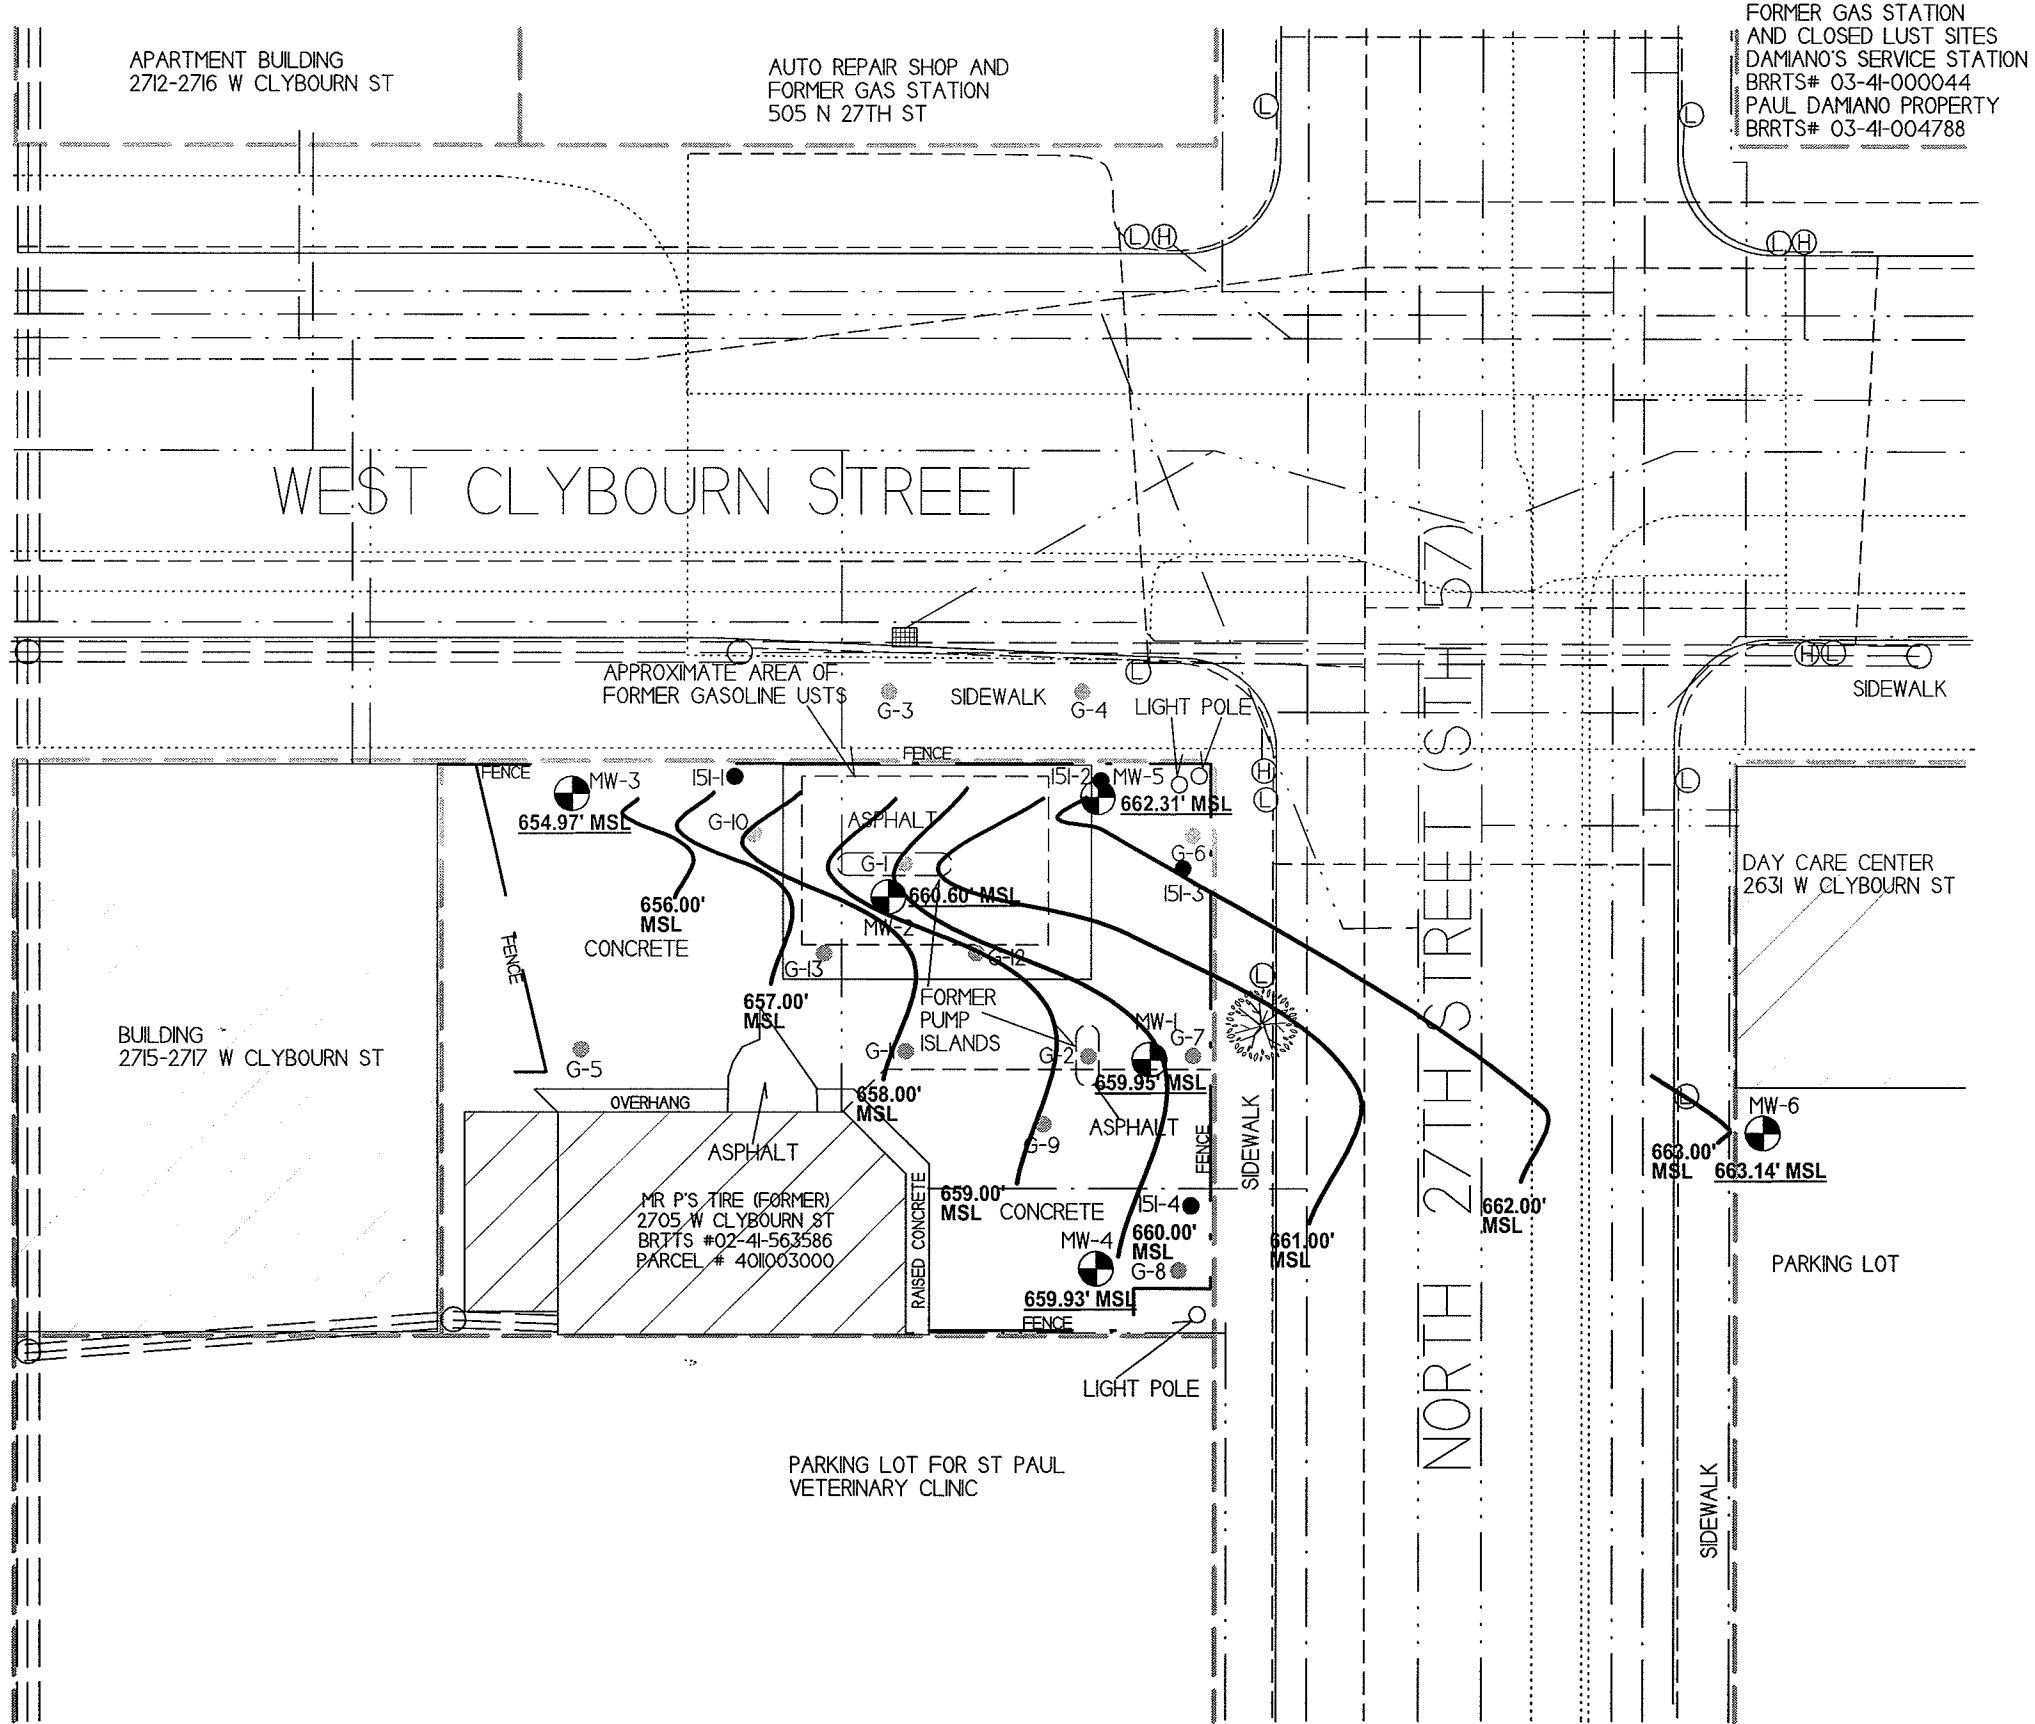 FORMER GAS STATION
AND CLOSED LUST SITES
DAMIANO'S SERVICE STATION
BRRTS# 03-41-000044
PAUL DAMIANO PROPERTY
BRRTS# 03-41-004788
APARTMENT BUILDING
2712-2716 W CLYBOURN ST
AUTO REPAIR SHOP AND
FORMER GAS STATION
505 N 27TH ST
L
L
L H
L H
WEST CLYBOURN STREET
NORTH 27TH STREET (STH 57)
APPROXIMATE AREA OF
FORMER GASOLINE USTS
G-3
SIDEWALK
G-4
L
LIGHT POLE
H L
SIDEWALK
FENCE
FENCE
MW-3
654.97' MSL
151-1
151-2
MW-5
662.31' MSL
H
L
L
G-10
ASPHALT
G-1
G-6
151-3
660.60' MSL
MW-2
DAY CARE CENTER
2631 W CLYBOURN ST
656.00'
MSL
CONCRETE
FENCE
G-13
G-12
L
657.00'
MSL
FORMER
PUMP
ISLANDS
MW-1
G-7
G-2
659.95' MSL
BUILDING
2715-2717 W CLYBOURN ST
G-5
G-11
658.00'
MSL
OVERHANG
ASPHALT
G-9
ASPHALT
FENCE
SIDEWALK
L
MW-6
663.00'
MSL
663.14' MSL
MR P'S TIRE (FORMER)
2705 W CLYBOURN ST
BRTTS #02-41-563586
PARCEL # 4011003000
RAISED CONCRETE
659.00'
MSL
CONCRETE
151-4
660.00'
MSL
661.00'
MSL
662.00'
MSL
MW-4
G-8
659.93' MSL
FENCE
PARKING LOT
LIGHT POLE
PARKING LOT FOR ST PAUL
VETERINARY CLINIC
SIDEWALK